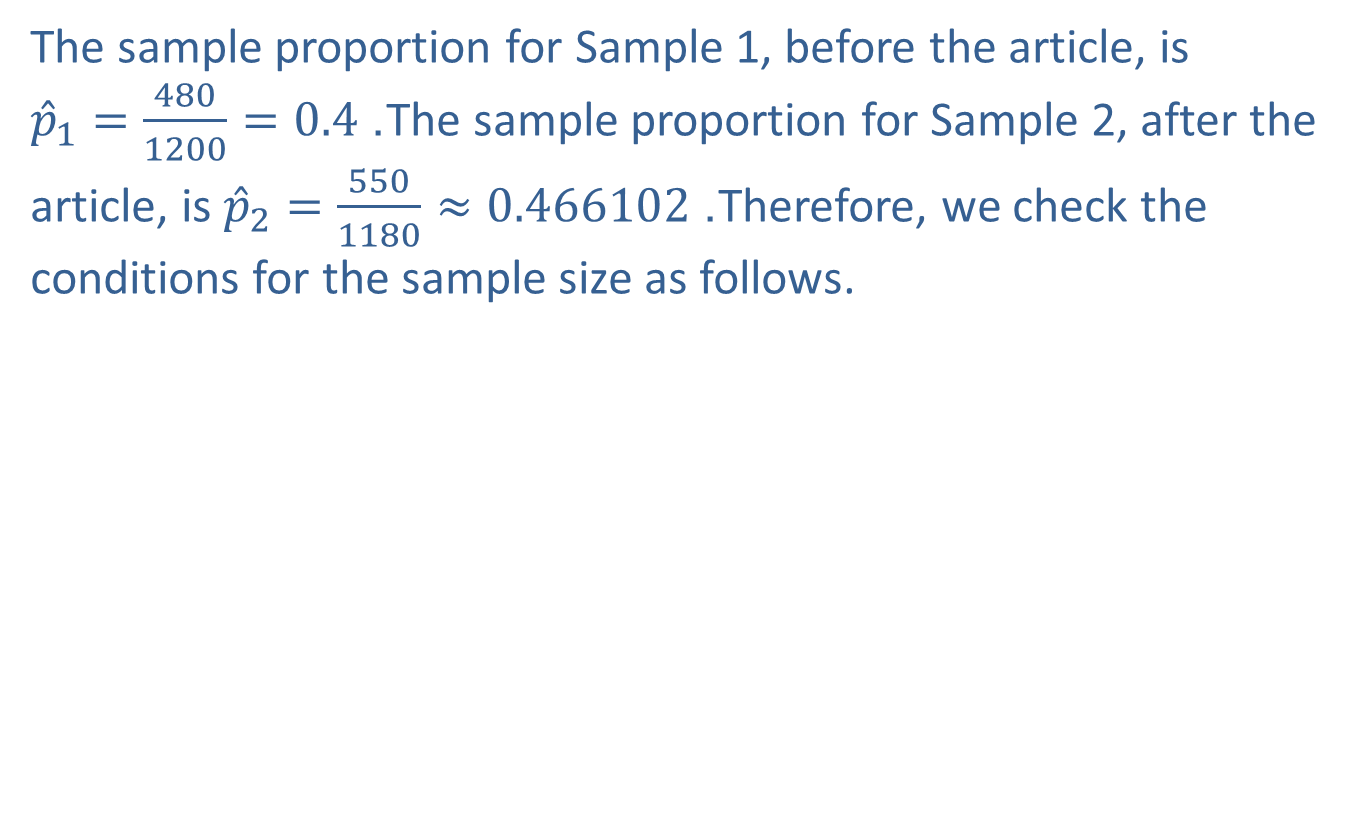 The sample proportion for Sample 1, before the article, is
p̂₁ = 480/1200 = 0.4 .The sample proportion for Sample 2, after the
article, is p̂₂ = 550/1180 ≈ 0.466102 .Therefore, we check the
conditions for the sample size as follows.